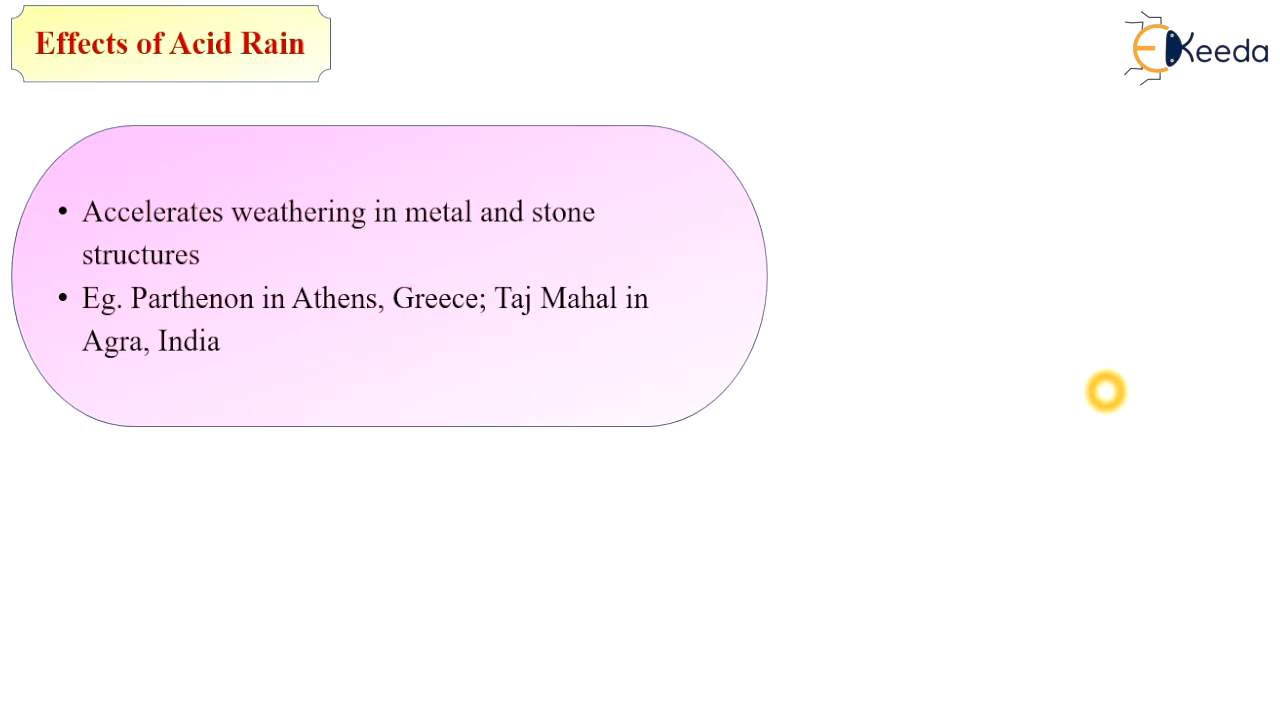 Effects of Acid Rain
EKeeda
• Accelerates weathering in metal and stone
structures
• Eg. Parthenon in Athens, Greece; Taj Mahal in
Agra, India